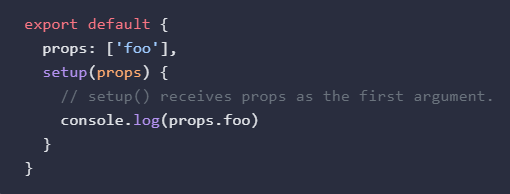 export default {
  props: ['foo'],
  setup(props) {
    // setup() receives props as the first argument.
    console.log(props.foo)
  }
}